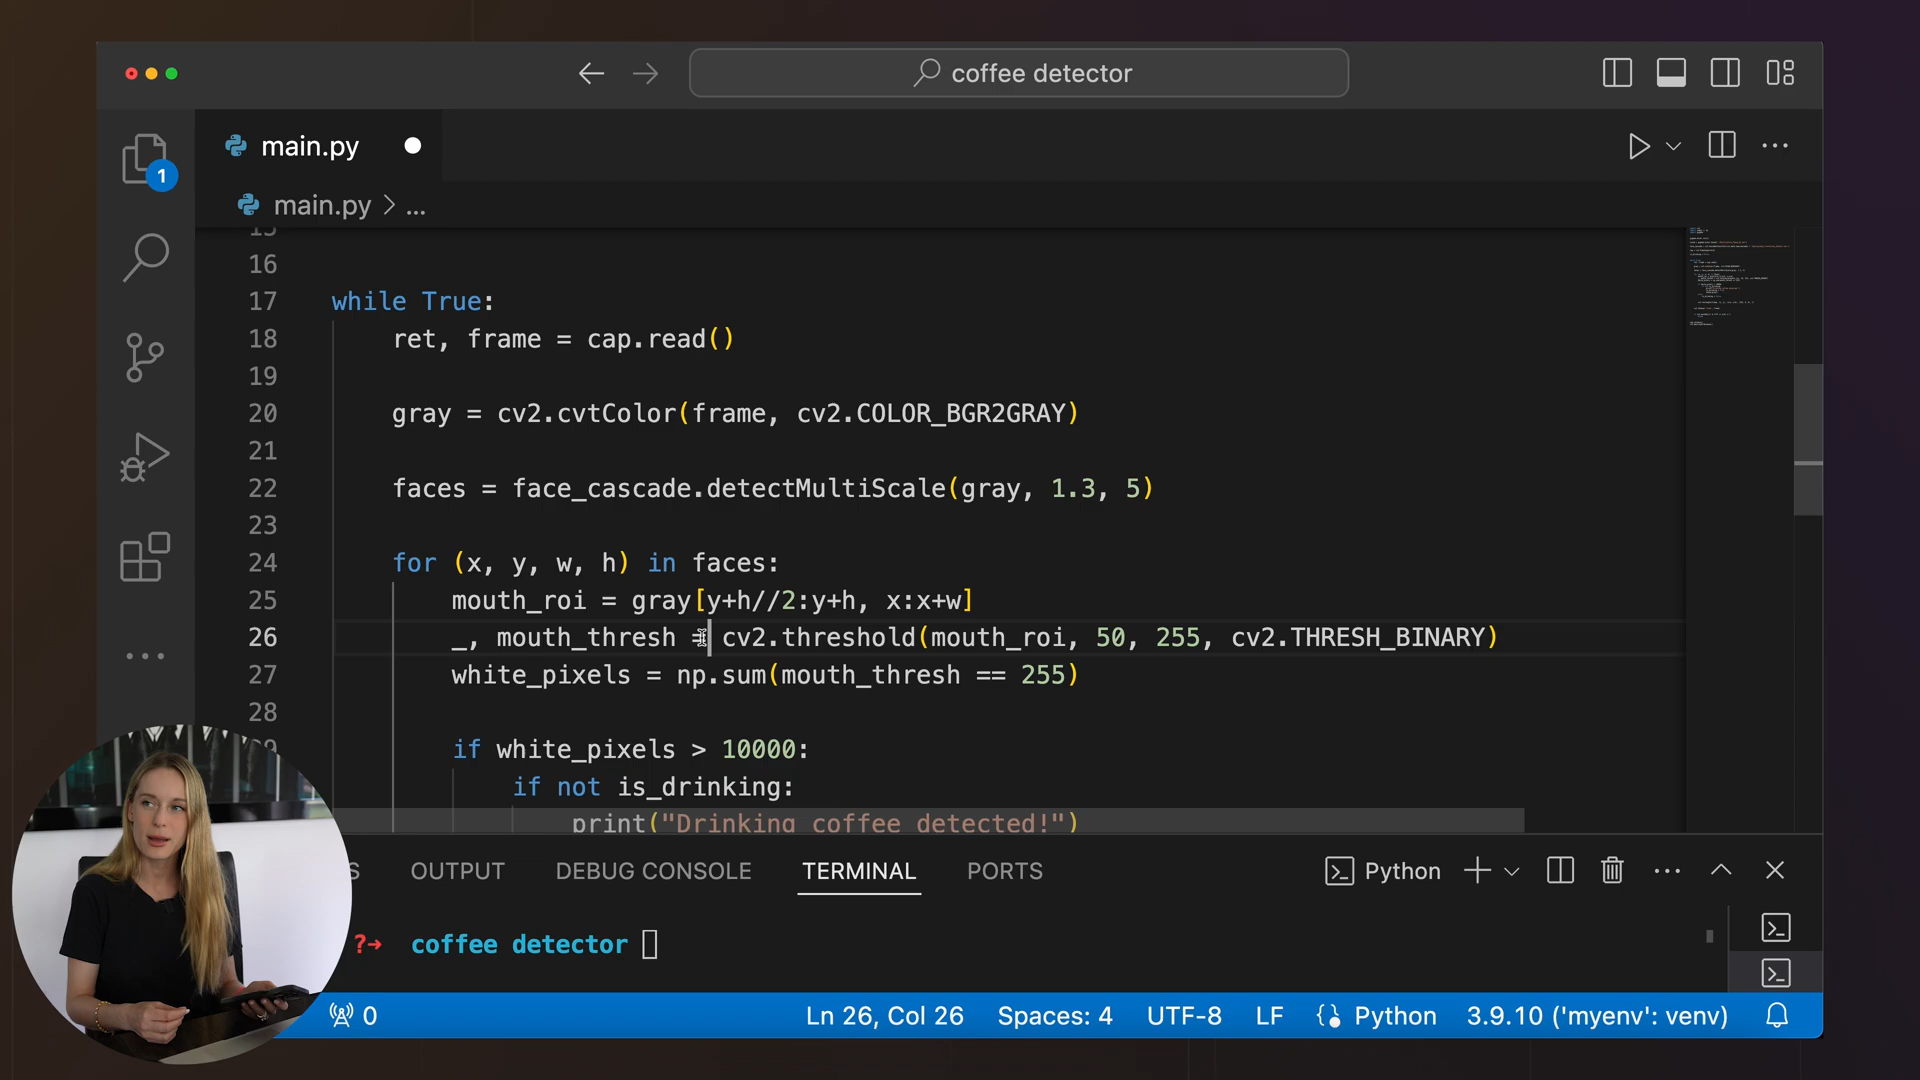 coffee detector
main.py
1
main.py > ...
15
16
17 while True:
18 ret, frame = cap.read()
19
20 gray = cv2.cvtColor(frame, cv2.COLOR_BGR2GRAY)
21
22 faces = face_cascade.detectMultiScale(gray, 1.3, 5)
23
24 for (x, y, w, h) in faces:
25 mouth_roi = gray[y+h//2:y+h, x:x+w]
26 _, mouth_thresh = cv2.threshold(mouth_roi, 50, 255, cv2.THRESH_BINARY)
27 white_pixels = np.sum(mouth_thresh == 255)
28
if white_pixels > 10000:
if not is_drinking:
print("Drinking coffee detected!")
S OUTPUT DEBUG CONSOLE TERMINAL PORTS Python
?→ coffee detector
0 Ln 26, Col 26 Spaces: 4 UTF-8 LF Python 3.9.10 ('myenv': venv)